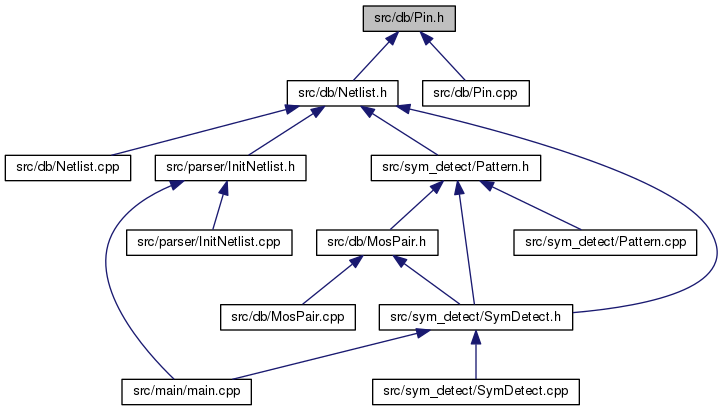 src/db/Pin.h
src/db/Netlist.h
src/db/Pin.cpp
src/db/Netlist.cpp
src/parser/InitNetlist.h
src/sym_detect/Pattern.h
src/parser/InitNetlist.cpp
src/db/MosPair.h
src/sym_detect/Pattern.cpp
src/db/MosPair.cpp
src/sym_detect/SymDetect.h
src/main/main.cpp
src/sym_detect/SymDetect.cpp